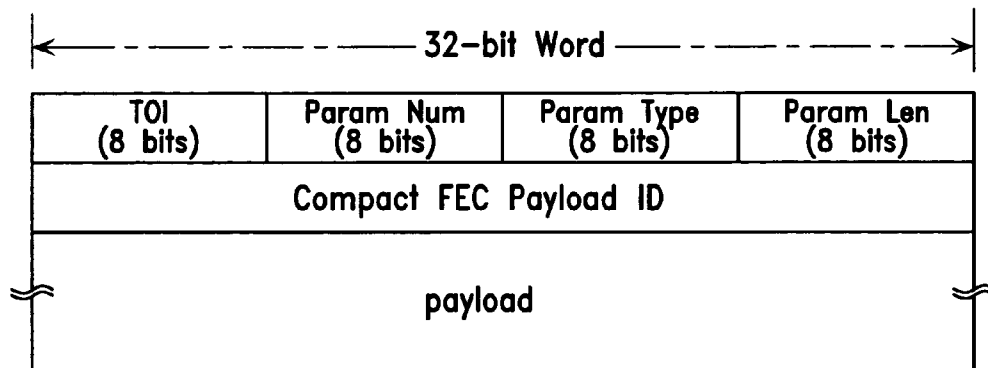 32-bit Word
TOI Param Num Param Type Param Len
(8 bits) (8 bits) (8 bits) (8 bits)
Compact FEC Payload ID
payload